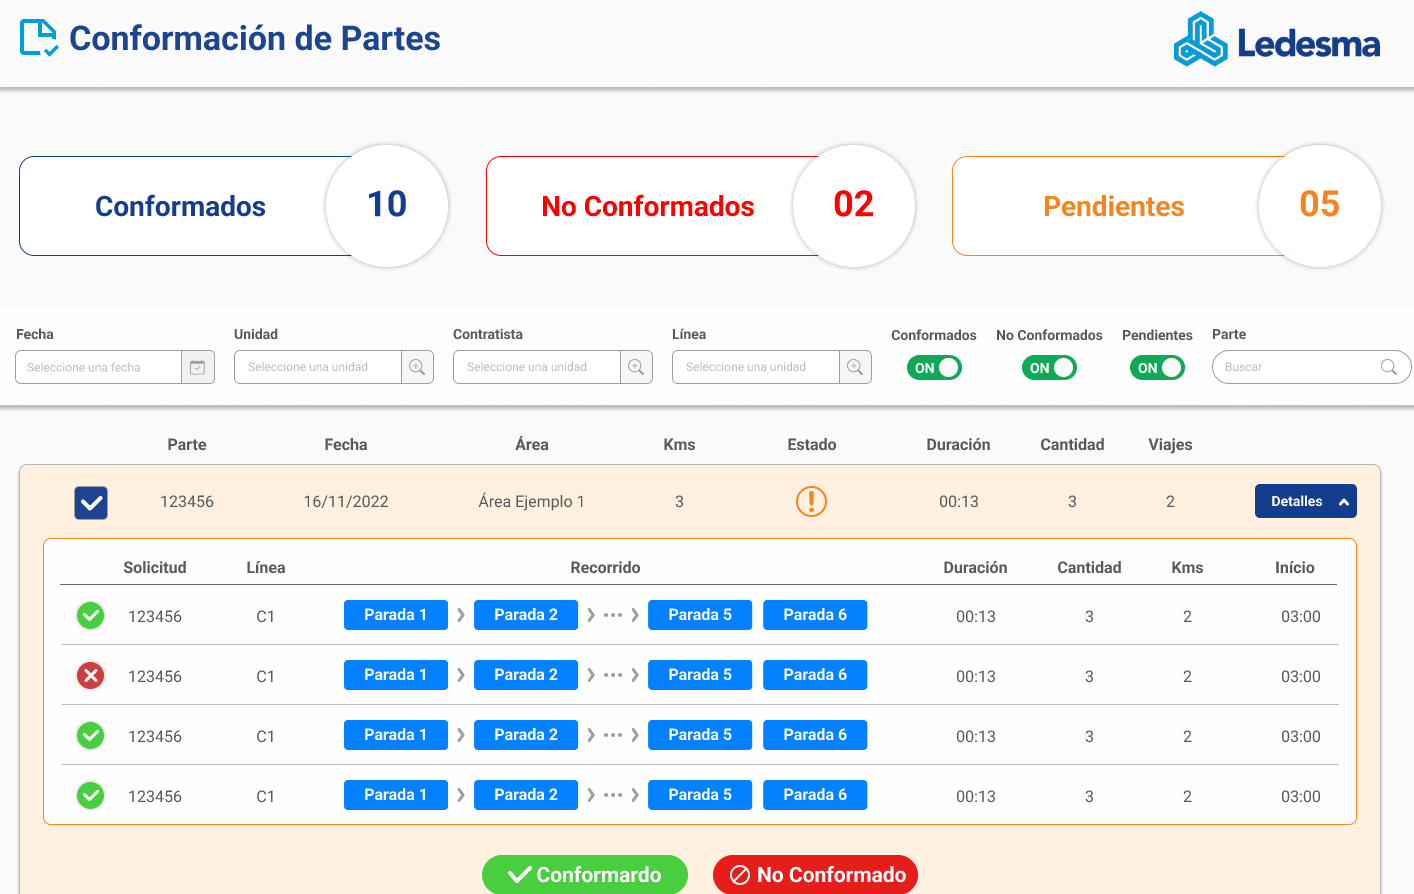 Conformación de Partes
Ledesma
Conformados 10
No Conformados 02
Pendientes 05
Fecha Unidad Contratista Línea Conformados No Conformados Pendientes Parte
Seleccione una fecha Seleccione una unidad Seleccione una unidad Seleccione una unidad ON ON ON Buscar
Parte Fecha Área Kms Estado Duración Cantidad Viajes
123456 16/11/2022 Área Ejemplo 1 3 00:13 3 2 Detalles
Solicitud Línea Recorrido Duración Cantidad Kms Início
123456 C1 Parada 1 Parada 2 ... Parada 5 Parada 6 00:13 3 2 03:00
123456 C1 Parada 1 Parada 2 ... Parada 5 Parada 6 00:13 3 2 03:00
123456 C1 Parada 1 Parada 2 ... Parada 5 Parada 6 00:13 3 2 03:00
123456 C1 Parada 1 Parada 2 ... Parada 5 Parada 6 00:13 3 2 03:00
Conformardo No Conformado